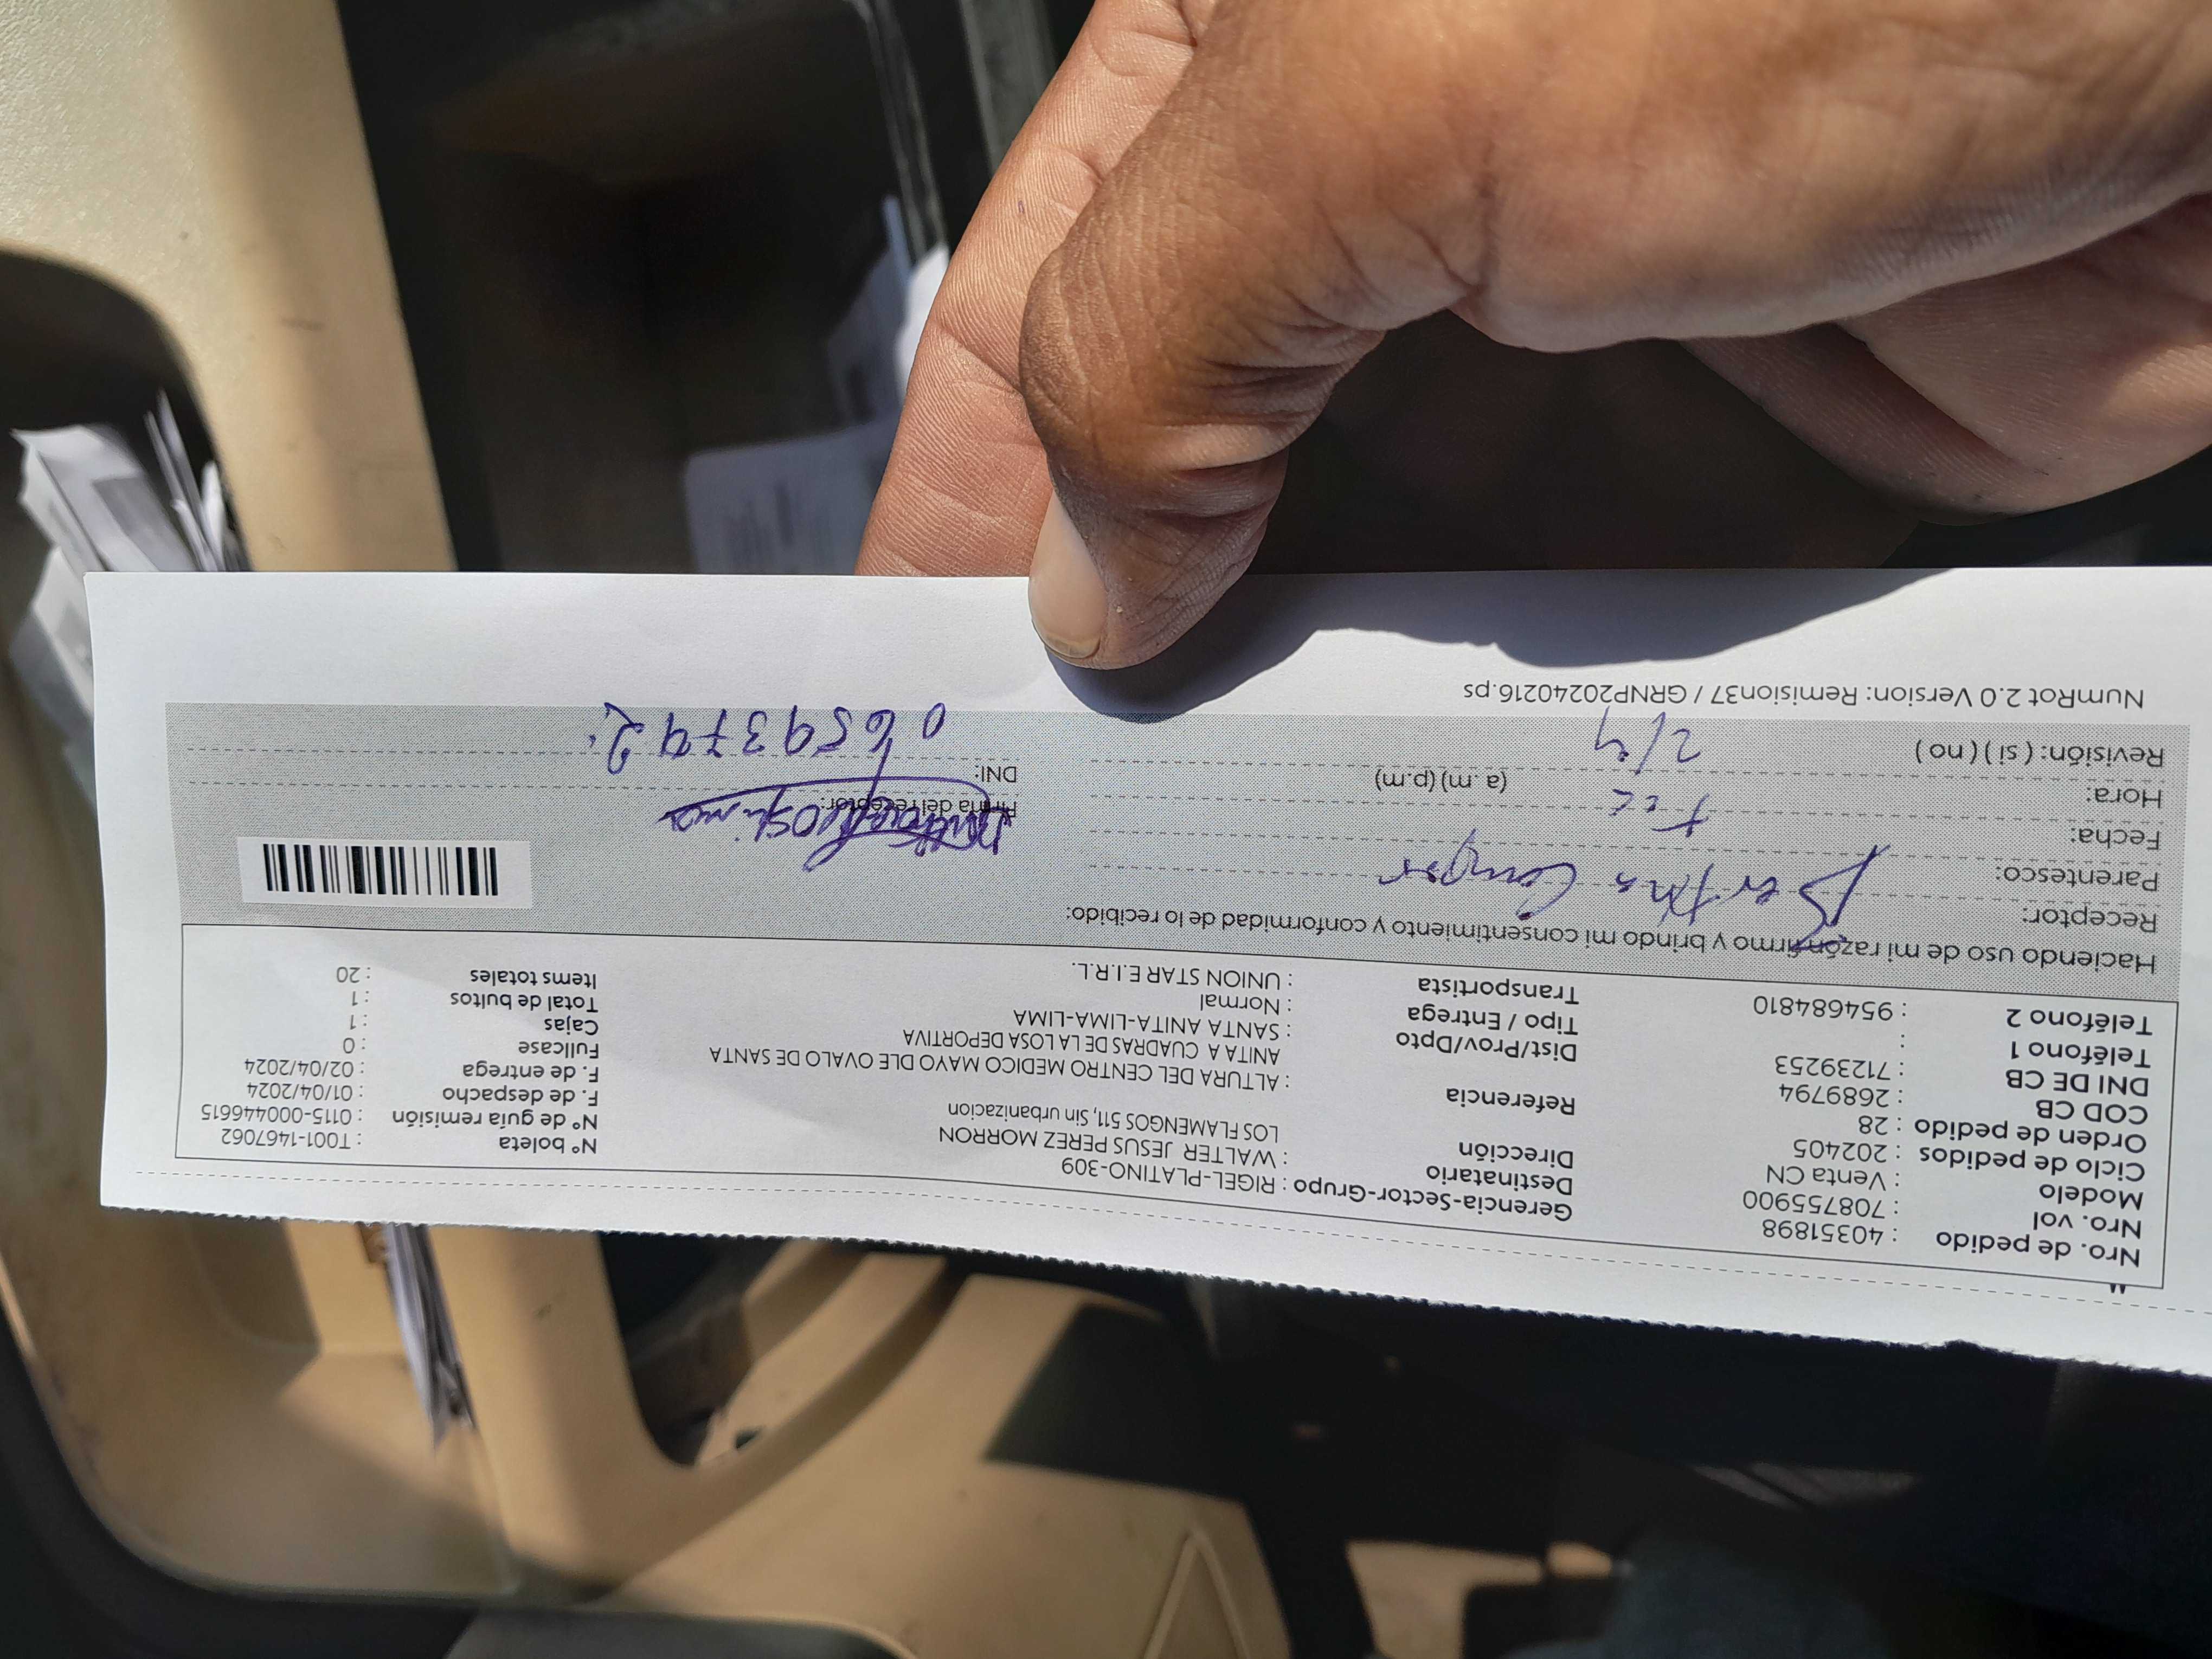 Nro. de pedido : 40351898
Nro. vol : 708755900
Modelo : Venta CN
Ciclo de pedidos : 202405
Orden de pedido : 28
COD CB : 2689794
DNI DE CB : 71239253
Teléfono 1 :
Teléfono 2 : 954684810
Gerencia-Sector-Grupo : RIGEL-PLATINO-309
Destinatario : WALTER JESUS PEREZ MORRON
Dirección LOS FLAMENGOS 511, Sin urbanizacion
Referencia : ALTURA DEL CENTRO MEDICO MAYO DLE OVALO DE SANTA
ANITA A CUADRAS DE LA LOSA DEPORTIVA
Dist/Prov/Dpto : SANTA ANITA-LIMA-LIMA
Tipo / Entrega : Normal
Transportista : UNION STAR E.I.R.L.
N° boleta : T001-1467062
N° de guía remisión : 0115-000446615
F. de despacho : 01/04/2024
F. de entrega : 02/04/2024
Fullcase : 0
Cajas : 1
Total de bultos : 1
Items totales : 20
Haciendo uso de mi razón firmo y brindo mi consentimiento y conformidad de lo recibido:
Receptor: Bertha Campos
Parentesco:
Fecha: 2/4
Hora: (a. m) (p.m)
Revisión: ( si ) ( no )
Firma del receptor:
DNI: 06593792
NumRot 2.0 Version: Remision37 / GRNP20240216.ps